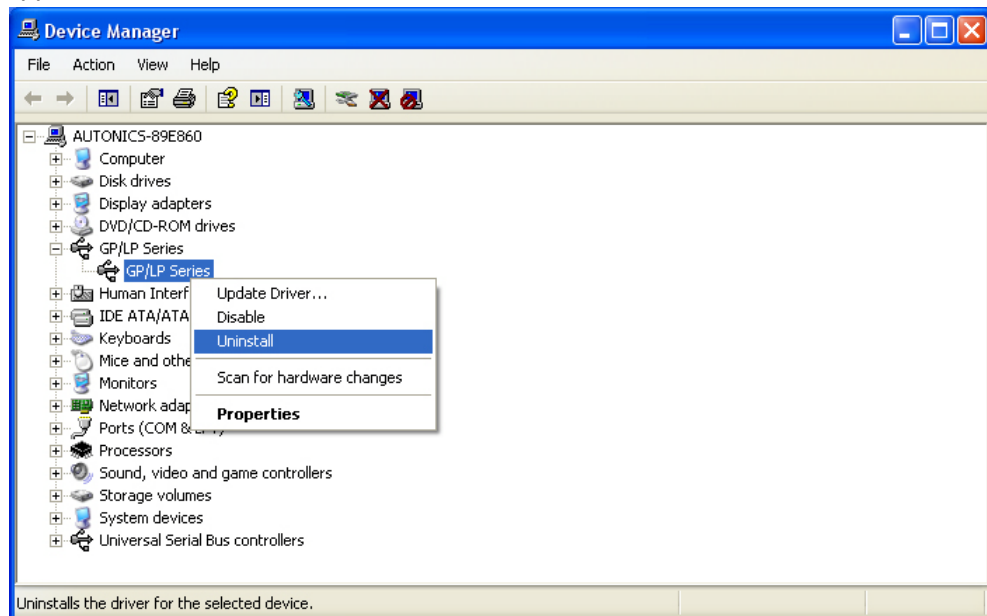 Device Manager
File Action View Help
AUTONICS-89E860
Computer
Disk drives
Display adapters
DVD/CD-ROM drives
GP/LP Series
GP/LP Series
Human Interf
IDE ATA/ATA
Keyboards
Mice and othe
Monitors
Network adap
Ports (COM &
Processors
Sound, video and game controllers
Storage volumes
System devices
Universal Serial Bus controllers
Update Driver...
Disable
Uninstall
Scan for hardware changes
Properties
Uninstalls the driver for the selected device.